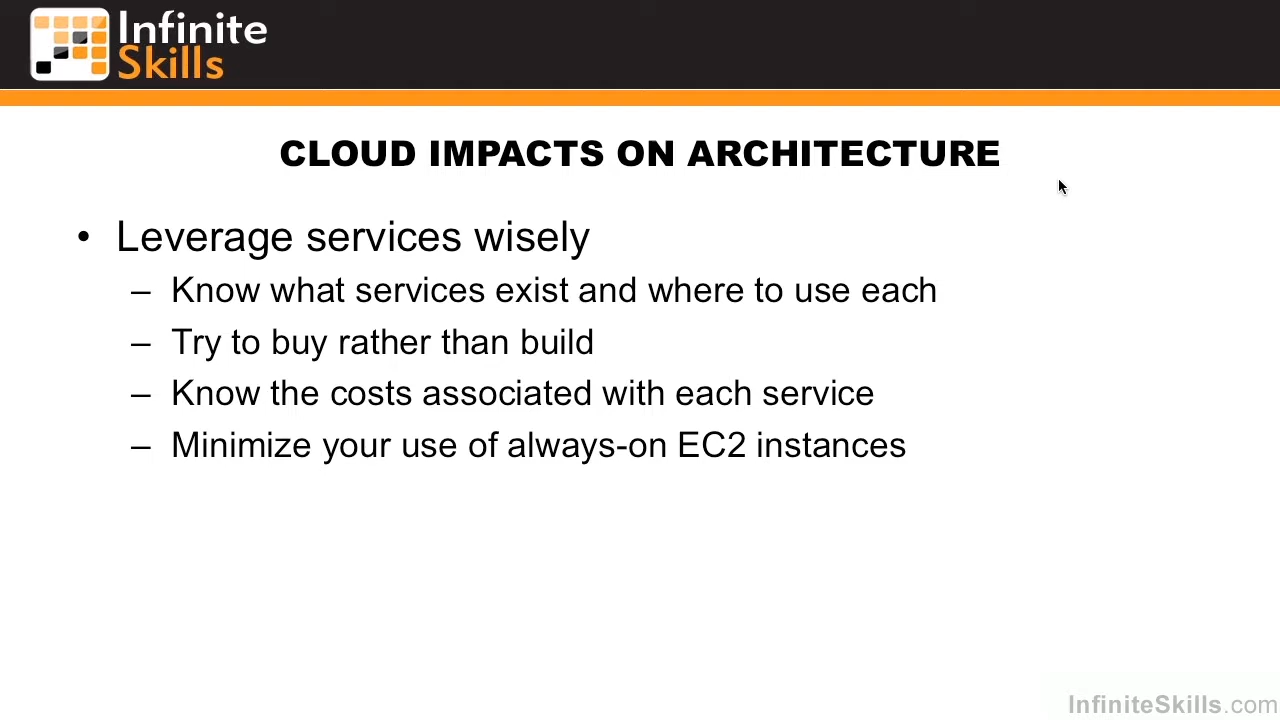 Infinite
Skills
CLOUD IMPACTS ON ARCHITECTURE
• Leverage services wisely
– Know what services exist and where to use each
– Try to buy rather than build
– Know the costs associated with each service
– Minimize your use of always-on EC2 instances
InfiniteSkills.com